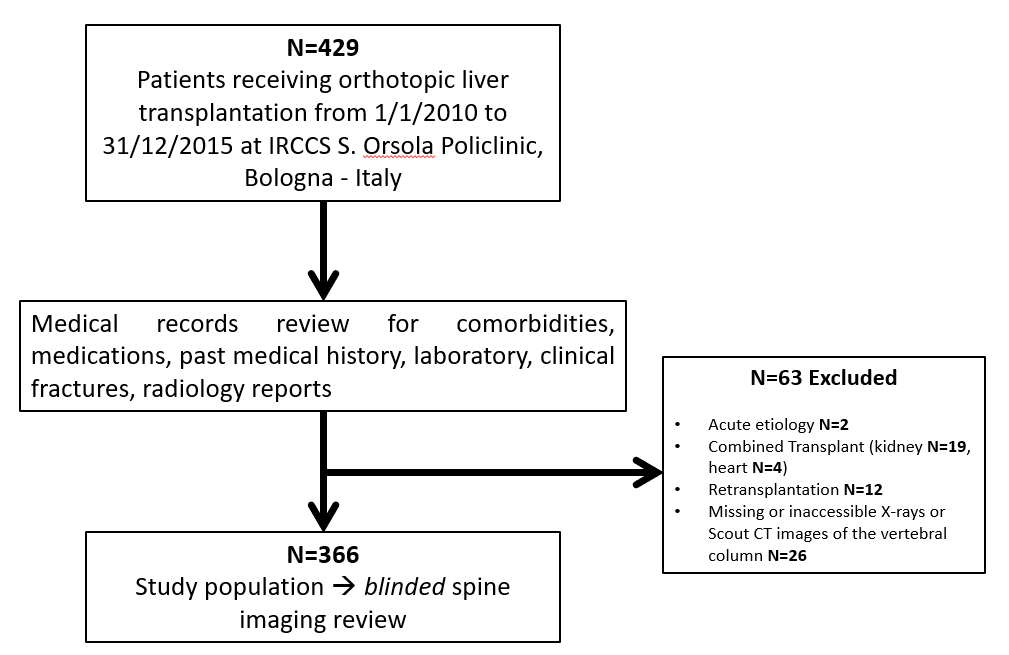 N=429
Patients receiving orthotopic liver
transplantation from 1/1/2010 to
31/12/2015 at IRCCS S. Orsola Policlinic,
Bologna - Italy
Medical records review for comorbidities,
medications, past medical history, laboratory, clinical
fractures, radiology reports
N=63 Excluded
• Acute etiology N=2
• Combined Transplant (kidney N=19,
heart N=4)
• Retransplantation N=12
• Missing or inaccessible X-rays or
Scout CT images of the vertebral
column N=26
N=366
Study population → blinded spine
imaging review